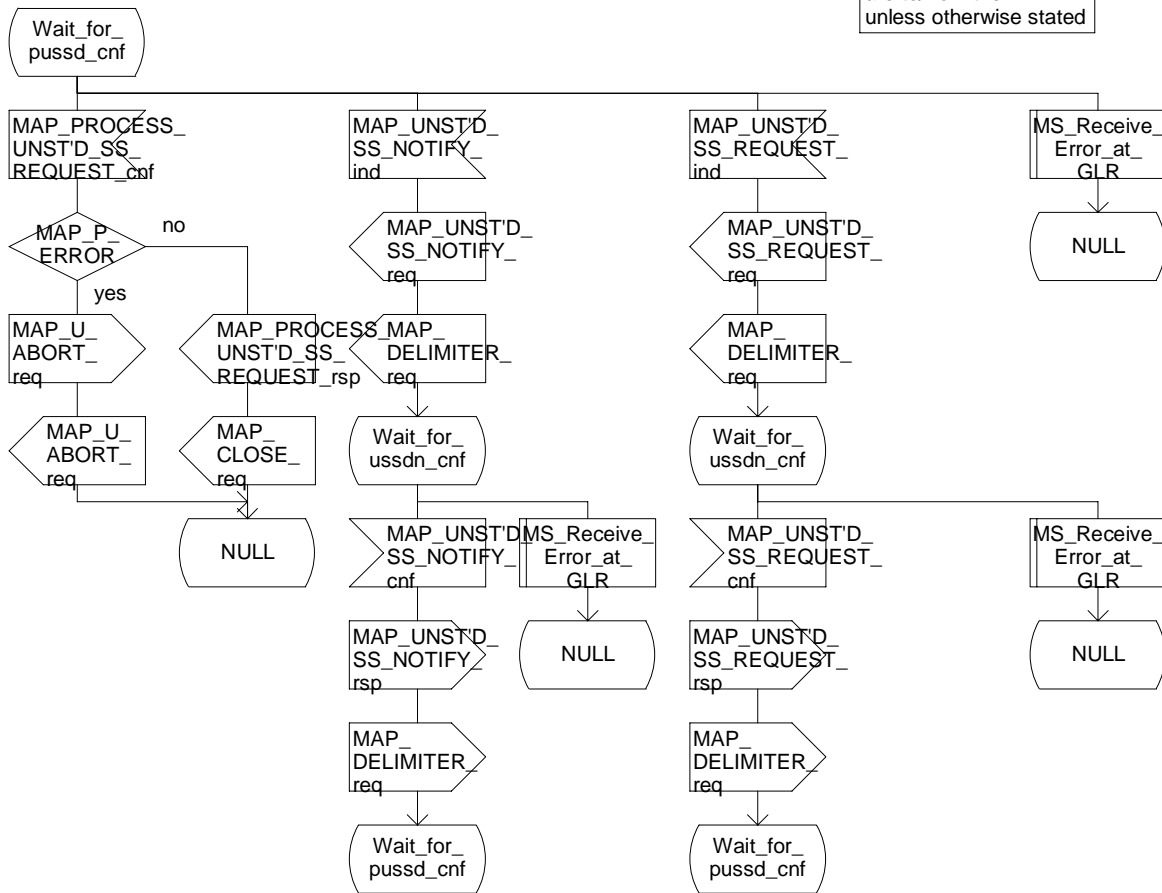 unless otherwise stated
Wait_for_
pussd_cnf
MAP_PROCESS_
UNST'D_SS_
REQUEST_cnf
MAP_UNST'D_
SS_NOTIFY_
ind
MAP_UNST'D_
SS_REQUEST_
ind
MS_Receive_
Error_at_
GLR
MAP_P_
ERROR
no
yes
MAP_UNST'D_
SS_NOTIFY_
req
MAP_UNST'D_
SS_REQUEST_
req
NULL
MAP_U_
ABORT_
req
MAP_PROCESS_
UNST'D_SS_
REQUEST_rsp
MAP_
DELIMITER_
req
MAP_
DELIMITER_
req
MAP_U_
ABORT_
req
MAP_
CLOSE_
req
Wait_for_
ussdn_cnf
Wait_for_
ussdn_cnf
NULL
MAP_UNST'D_
SS_NOTIFY_
cnf
MS_Receive_
Error_at_
GLR
MAP_UNST'D_
SS_REQUEST_
cnf
MS_Receive_
Error_at_
GLR
MAP_UNST'D_
SS_NOTIFY_
rsp
NULL
MAP_UNST'D_
SS_REQUEST_
rsp
NULL
MAP_
DELIMITER_
req
MAP_
DELIMITER_
req
Wait_for_
pussd_cnf
Wait_for_
pussd_cnf